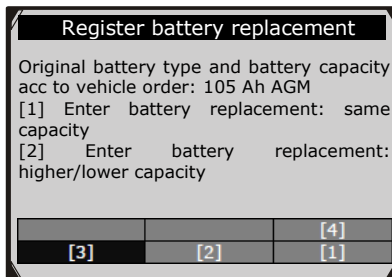 Register battery replacement
Original battery type and battery capacity
acc to vehicle order: 105 Ah AGM
[1] Enter battery replacement: same
capacity
[2] Enter battery replacement:
higher/lower capacity
[4]
[3] [2] [1]